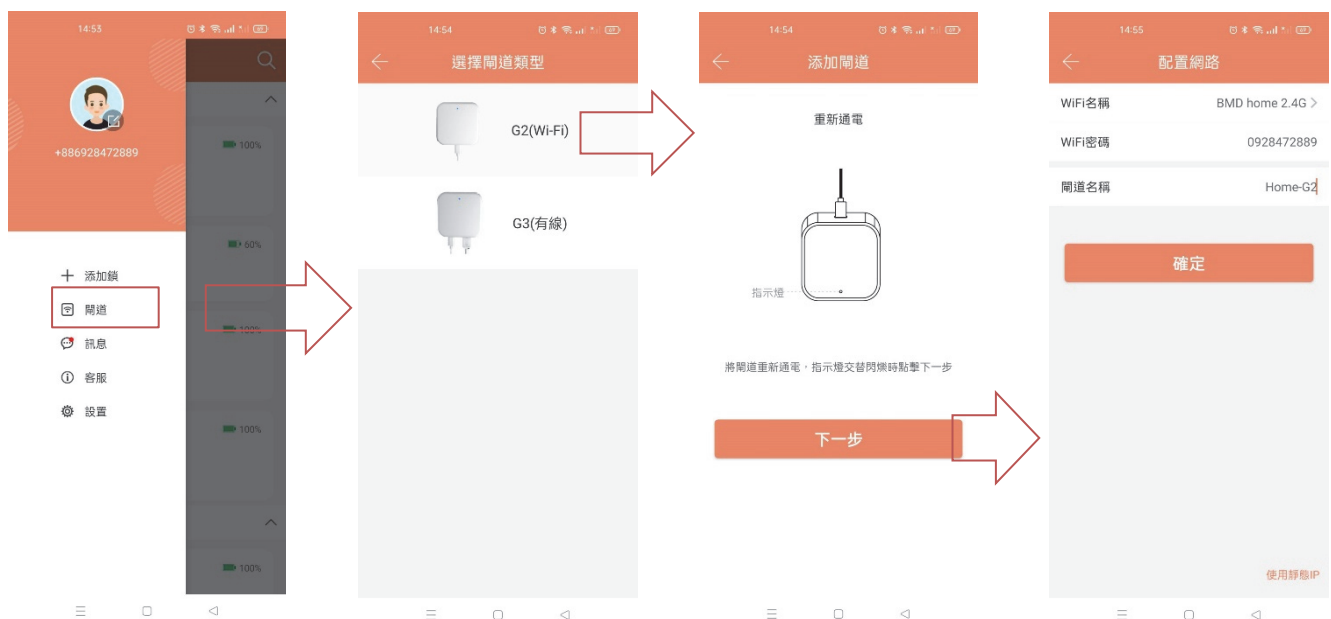 14:53
+886928472889
100%
60%
添加鎖
閘道
100%
訊息
客服
設置
100%
100%
14:54
選擇閘道類型
G2(Wi-Fi)
G3(有線)
14:54
添加閘道
重新通電
指示燈
將閘道重新通電，指示燈交替閃爍時點擊下一步
下一步
14:55
配置網路
WiFi名稱
BMD home 2.4G >
WiFi密碼
0928472889
閘道名稱
Home-G2
確定
使用靜態IP